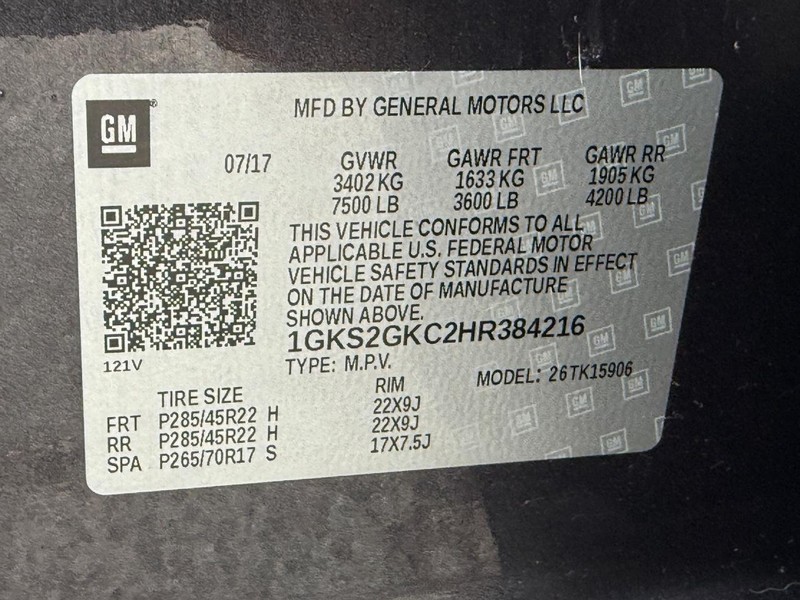 GM
®
MFD BY GENERAL MOTORS LLC
07/17
GVWR GAWR FRT GAWR RR
3402 KG 1633 KG 1905 KG
7500 LB 3600 LB 4200 LB
THIS VEHICLE CONFORMS TO ALL
APPLICABLE U.S. FEDERAL MOTOR
VEHICLE SAFETY STANDARDS IN EFFECT
ON THE DATE OF MANUFACTURE
SHOWN ABOVE.
1GKS2GKC2HR384216
121V
TYPE: M.P.V. MODEL: 26TK15906
TIRE SIZE RIM
FRT P285/45R22 H 22X9J
RR P285/45R22 H 22X9J
SPA P265/70R17 S 17X7.5J